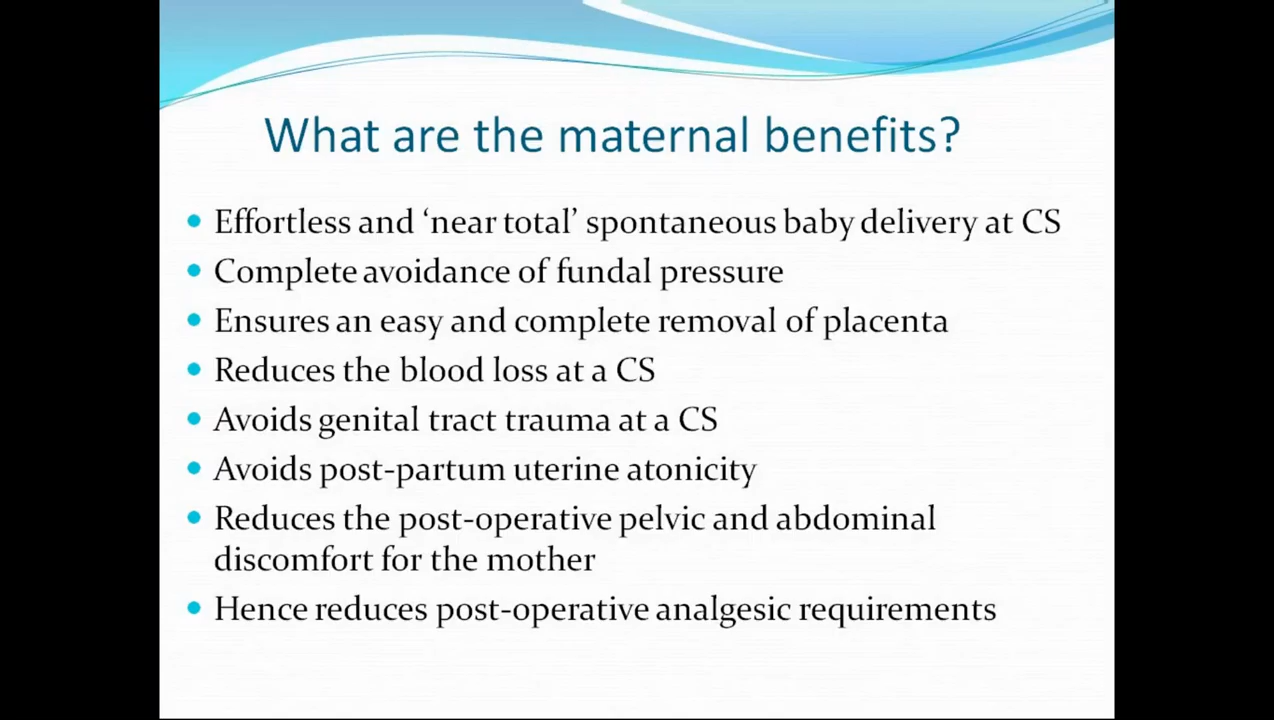 What are the maternal benefits?
Effortless and ‘near total’ spontaneous baby delivery at CS
Complete avoidance of fundal pressure
Ensures an easy and complete removal of placenta
Reduces the blood loss at a CS
Avoids genital tract trauma at a CS
Avoids post-partum uterine atonicity
Reduces the post-operative pelvic and abdominal
discomfort for the mother
Hence reduces post-operative analgesic requirements